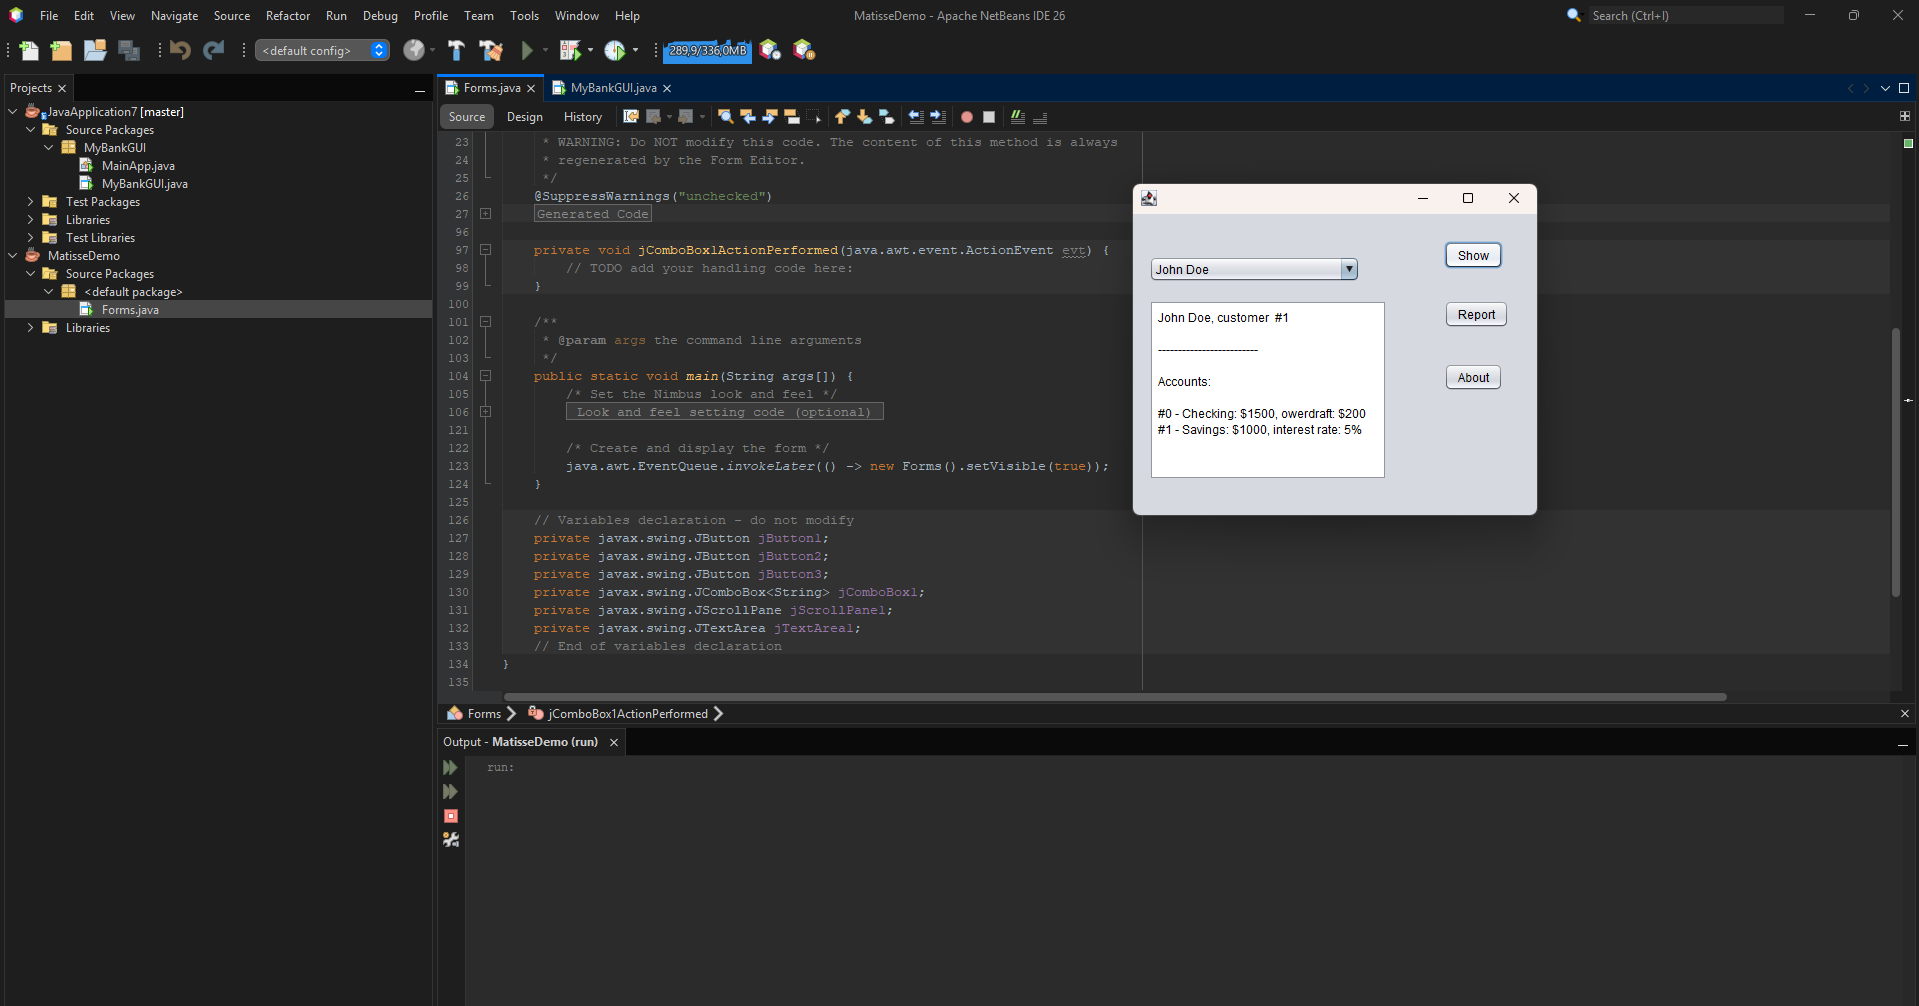 File Edit View Navigate Source Refactor Run Debug Profile Team Tools Window Help
MatisseDemo - Apache NetBeans IDE 26
Search (Ctrl+I)
<default config>
289,9/336,0MB
Projects
JavaApplication7 [master]
Source Packages
MyBankGUI
MainApp.java
MyBankGUI.java
Test Packages
Libraries
Test Libraries
MatisseDemo
Source Packages
<default package>
Forms.java
Libraries
Forms.java
MyBankGUI.java
Source Design History
23 * WARNING: Do NOT modify this code. The content of this method is always
24 * regenerated by the Form Editor.
25 */
26 @SuppressWarnings("unchecked")
27 Generated Code
96
97 private void jComboBox1ActionPerformed(java.awt.event.ActionEvent evt) {
98 // TODO add your handling code here:
99 }
100
101 /**
102 * @param args the command line arguments
103 */
104 public static void main(String args[]) {
105 /* Set the Nimbus look and feel */
106 Look and feel setting code (optional)
121
122 /* Create and display the form */
123 java.awt.EventQueue.invokeLater(() -> new Forms().setVisible(true));
124 }
125
126 // Variables declaration - do not modify
127 private javax.swing.JButton jButton1;
128 private javax.swing.JButton jButton2;
129 private javax.swing.JButton jButton3;
130 private javax.swing.JComboBox<String> jComboBox1;
131 private javax.swing.JScrollPane jScrollPane1;
132 private javax.swing.JTextArea jTextArea1;
133 // End of variables declaration
134 }
135
Forms jComboBox1ActionPerformed
Output - MatisseDemo (run)
run:
John Doe
John Doe, customer #1
-------------------------
Accounts:
#0 - Checking: $1500, owerdraft: $200
#1 - Savings: $1000, interest rate: 5%
Show
Report
About